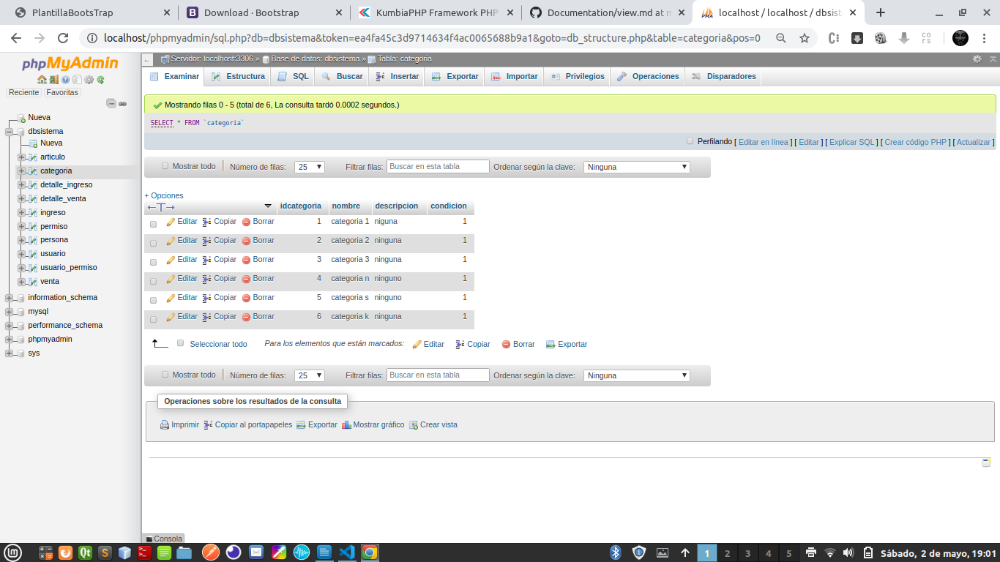 PlantillaBootsTrap
Download · Bootstrap
KumbiaPHP Framework PHP
Documentation/view.md at m
localhost / localhost / dbsist
localhost/phpmyadmin/sql.php?db=dbsistema&token=ea4fa45c3d9714634f4ac0065688b9a1&goto=db_structure.php&table=categoria&pos=0
phpMyAdmin
Reciente Favoritas
Nueva
dbsistema
Nueva
articulo
categoria
detalle_ingreso
detalle_venta
ingreso
permiso
persona
usuario
usuario_permiso
venta
information_schema
mysql
performance_schema
phpmyadmin
sys
Servidor: localhost:3306 » Base de datos: dbsistema » Tabla: categoria
Examinar Estructura SQL Buscar Insertar Exportar Importar Privilegios Operaciones Disparadores
Mostrando filas 0 - 5 (total de 6, La consulta tardó 0.0002 segundos.)
SELECT * FROM `categoria`
Perfilando [ Editar en línea ] [ Editar ] [ Explicar SQL ] [ Crear código PHP ] [ Actualizar ]
Mostrar todo Número de filas: 25 Filtrar filas: Buscar en esta tabla Ordenar según la clave: Ninguna
+ Opciones
idcategoria nombre descripcion condicion
Editar Copiar Borrar 1 categoria 1 niguna 1
Editar Copiar Borrar 2 categoria 2 ninguna 1
Editar Copiar Borrar 3 categoria 3 ninguna 1
Editar Copiar Borrar 4 categoria n ninguno 1
Editar Copiar Borrar 5 categoria s ninguno 1
Editar Copiar Borrar 6 categoria k ninguna 1
Seleccionar todo Para los elementos que están marcados: Editar Copiar Borrar Exportar
Mostrar todo Número de filas: 25 Filtrar filas: Buscar en esta tabla Ordenar según la clave: Ninguna
Operaciones sobre los resultados de la consulta
Imprimir Copiar al portapapeles Exportar Mostrar gráfico Crear vista
Consola
1 2 3 4 5 Sábado, 2 de mayo, 19:01